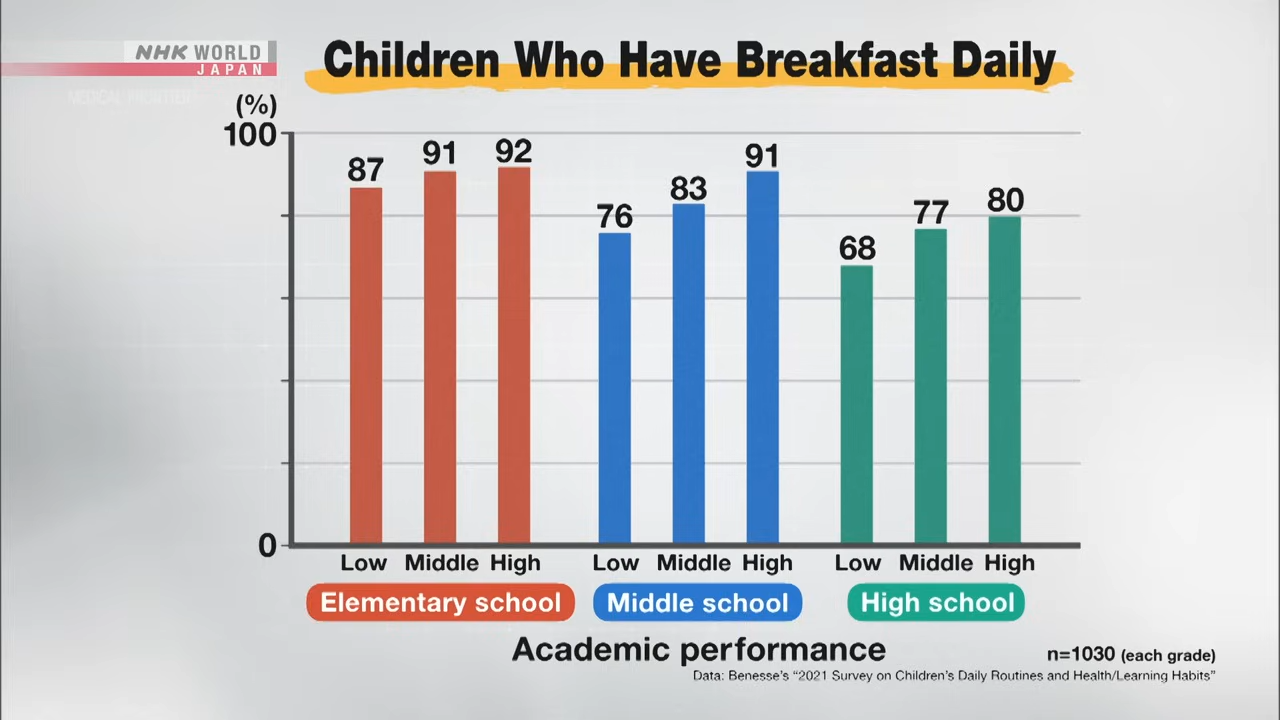 NHK WORLD
JAPAN
MEDICAL FRONTIERS
Children Who Have Breakfast Daily
(%)
100
87 91 92 76 83 91 68 77 80
0
Low Middle High Low Middle High Low Middle High
Elementary school Middle school High school
Academic performance
n=1030 (each grade)
Data: Benesse's “2021 Survey on Children's Daily Routines and Health/Learning Habits”